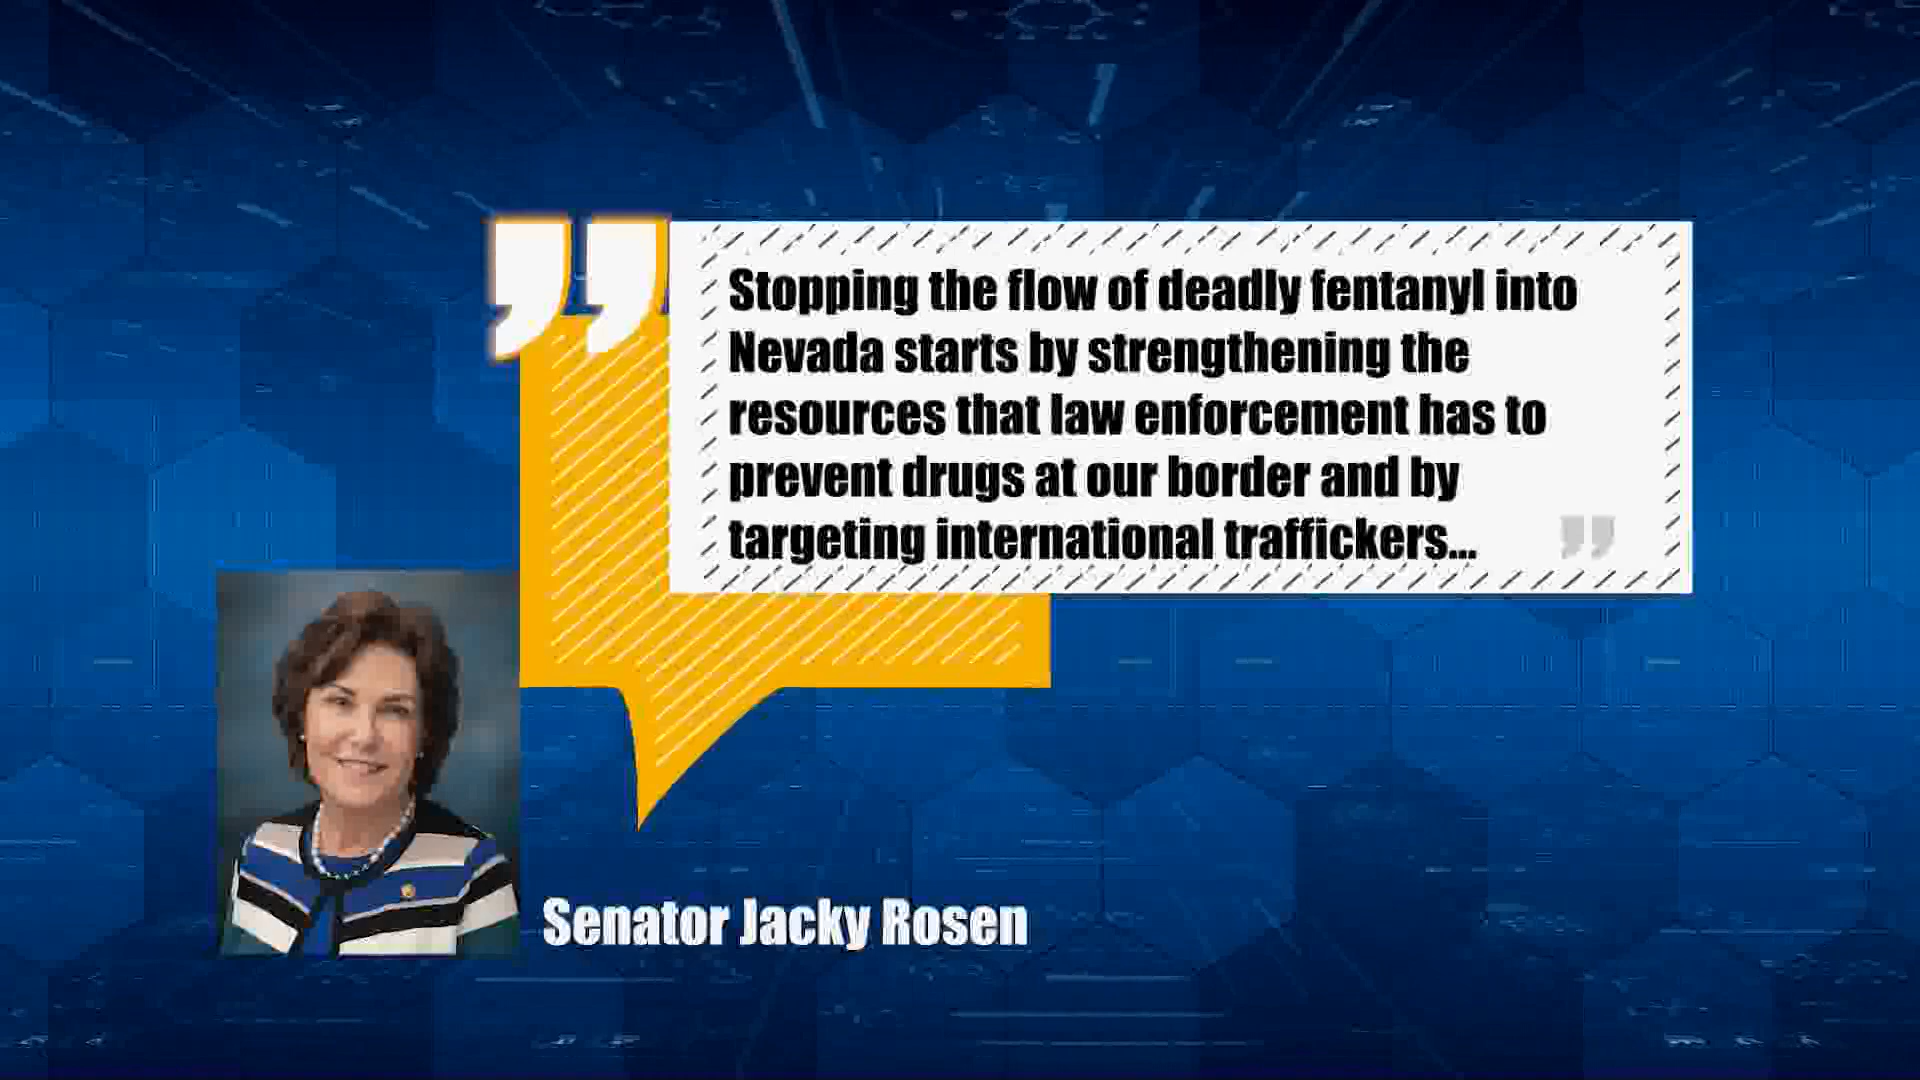 Stopping the flow of deadly fentanyl into
Nevada starts by strengthening the
resources that law enforcement has to
prevent drugs at our border and by
targeting international traffickers...
Senator Jacky Rosen